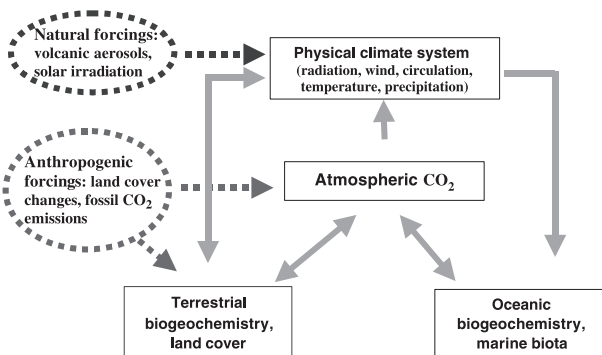 Natural forcings:
volcanic aerosols,
solar irradiation
Physical climate system
(radiation, wind, circulation,
temperature, precipitation)
Anthropogenic
forcings: land cover
changes, fossil CO₂
emissions
Atmospheric CO₂
Terrestrial
biogeochemistry,
land cover
Oceanic
biogeochemistry,
marine biota